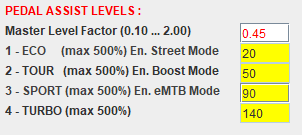 PEDAL ASSIST LEVELS :
Master Level Factor (0.10 ... 2.00) 0.45
1 - ECO (max 500%) En. Street Mode 20
2 - TOUR (max 500%) En. Boost Mode 50
3 - SPORT (max 500%) En. eMTB Mode 90
4 - TURBO (max 500%) 140